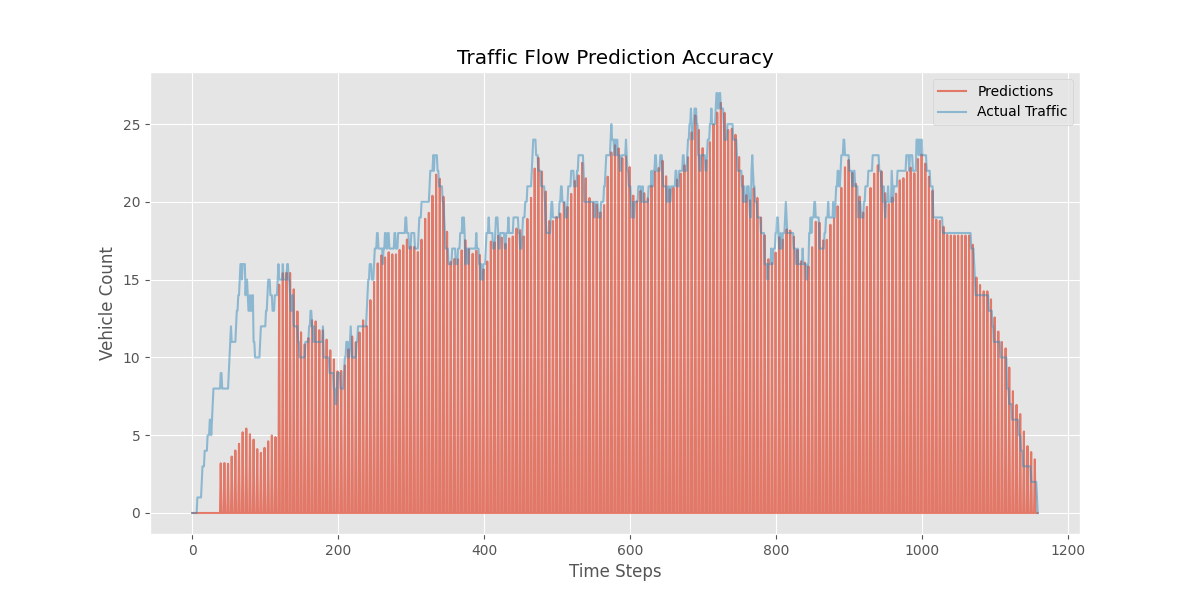 Traffic Flow Prediction Accuracy
Predictions
Actual Traffic
Vehicle Count
25
20
15
10
5
0
0 200 400 600 800 1000 1200
Time Steps